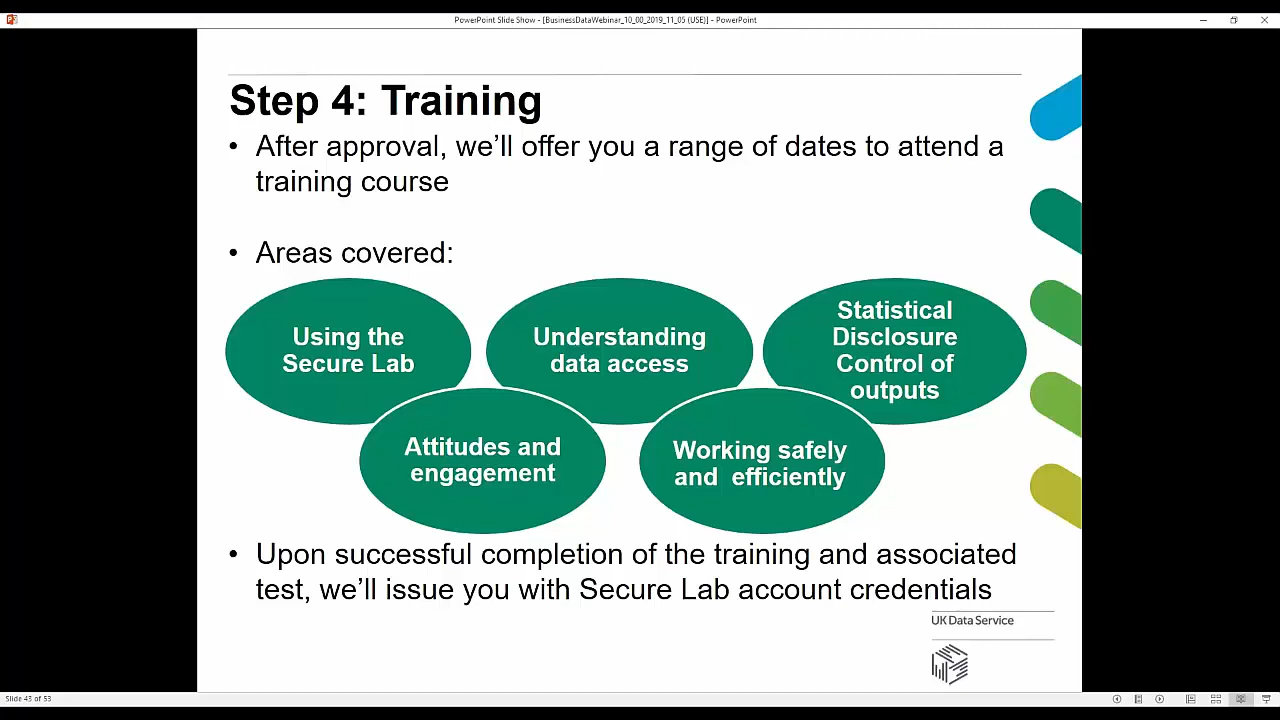 PowerPoint Slide Show - [BusinessDataWebinar_10_00_2019_11_05 (USE)] - PowerPoint
Step 4: Training
• After approval, we'll offer you a range of dates to attend a
training course
• Areas covered:
Using the
Secure Lab
Understanding
data access
Statistical
Disclosure
Control of
outputs
Attitudes and
engagement
Working safely
and  efficiently
• Upon successful completion of the training and associated
test, we'll issue you with Secure Lab account credentials
UK Data Service
Slide 43 of 53